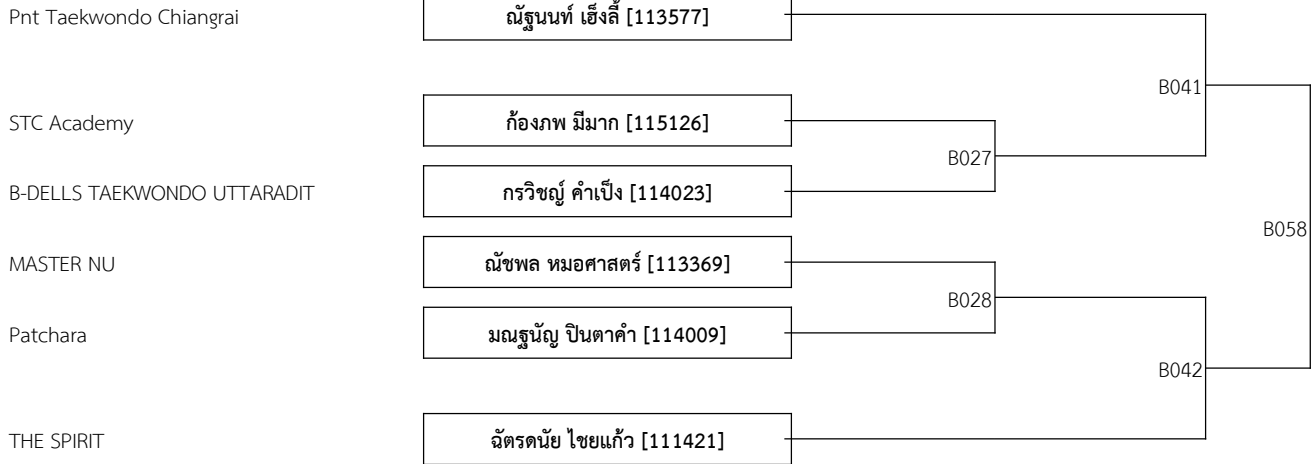 Pnt Taekwondo Chiangrai ณัฐนนท์ เฮ็งลี้ [113577]
B041
STC Academy ก้องภพ มีมาก [115126]
B027
B-DELLS TAEKWONDO UTTARADIT กรวิชญ์ คำเป็ง [114023]
B058
MASTER NU ณัชพล หมอศาสตร์ [113369]
B028
Patchara มณฐนัญ ปินตาคำ [114009]
B042
THE SPIRIT ฉัตรดนัย ไชยแก้ว [111421]